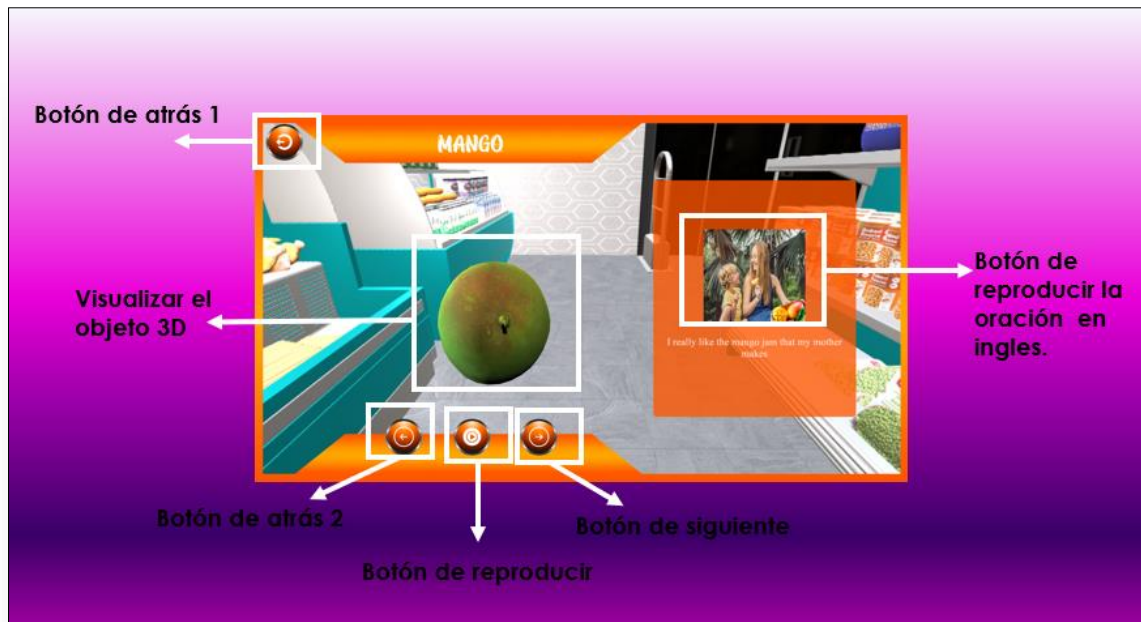 Botón de atrás 1
MANGO
Visualizar el
objeto 3D
Botón de
reproducir la
oración en
ingles.
I really like the mango jam that my mother
makes
Botón de atrás 2
Botón de siguiente
Botón de reproducir